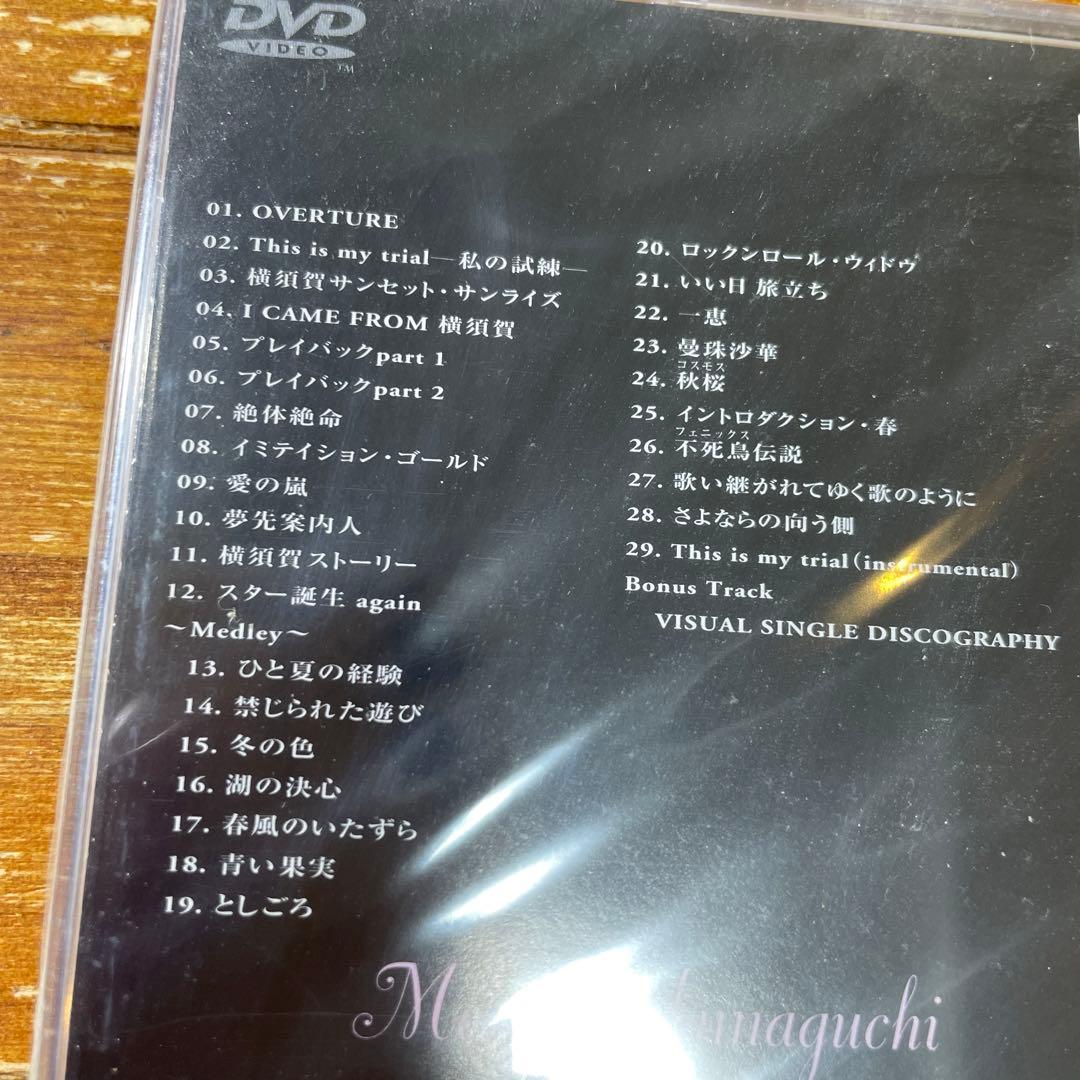 DVD
VIDEO
TM
01. OVERTURE
02. This is my trial—私の試練—
03. 横須賀サンセット・サンライズ
04. I CAME FROM 横須賀
05. プレイバックpart 1
06. プレイバックpart 2
07. 絶体絶命
08. イミテイション・ゴールド
09. 愛の嵐
10. 夢先案内人
11. 横須賀ストーリー
12. スター誕生 again
〜Medley〜
13. ひと夏の経験
14. 禁じられた遊び
15. 冬の色
16. 湖の決心
17. 春風のいたずら
18. 青い果実
19. としごろ
20. ロックンロール・ウィドウ
21. いい日 旅立ち
22. 一恵
23. 曼珠沙華
コスモス
24. 秋桜
25. イントロダクション・春
フェニックス
26. 不死鳥伝説
27. 歌い継がれてゆく歌のように
28. さよならの向う側
29. This is my trial(instrumental)
Bonus Track
VISUAL SINGLE DISCOGRAPHY